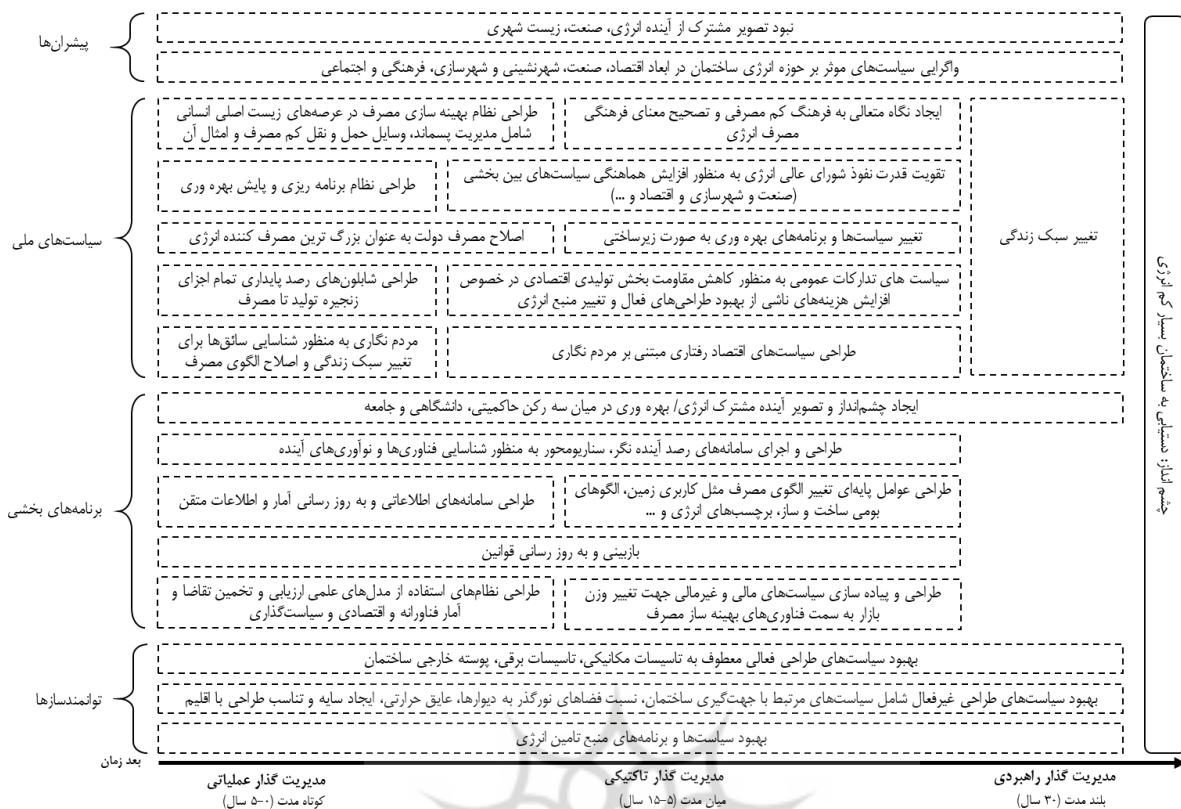 پیشران‌ها
نبود تصویر مشترک از آینده انرژی، صنعت، زیست شهری
واگرایی سیاست‌های موثر بر حوزه انرژی ساختمان در ابعاد اقتصاد، صنعت، شهرنشینی و شهرسازی، فرهنگی و اجتماعی
سیاست‌های ملی
تغییر سبک زندگی
ایجاد نگاه متعالی به فرهنگ کم مصرفی و تصحیح معنای فرهنگی
مصرف انرژی
طراحی نظام بهینه سازی مصرف در عرصه‌های زیست اصلی انسانی
شامل مدیریت پسماند، وسایل حمل و نقل کم مصرف و امثال آن
تقویت قدرت نفوذ شورای عالی انرژی به منظور افزایش هماهنگی سیاست‌های بین بخشی
(صنعت و شهرسازی و اقتصاد و ...)
طراحی نظام برنامه ریزی و پایش بهره وری
تغییر سیاست‌ها و برنامه‌های بهره وری به صورت زیرساختی
اصلاح مصرف دولت به عنوان بزرگ ترین مصرف کننده انرژی
سیاست های تدارکات عمومی به منظور کاهش مقاومت بخش تولیدی اقتصادی در خصوص
افزایش هزینه‌های ناشی از بهبود طراحی‌های فعال و تغییر منبع انرژی
طراحی شابلون‌های رصد پایداری تمام اجزای
زنجیره تولید تا مصرف
طراحی سیاست‌های اقتصاد رفتاری مبتنی بر مردم نگاری
مردم نگاری به منظور شناسایی سائق‌ها برای
تغییر سبک زندگی و اصلاح الگوی مصرف
برنامه‌های بخشی
ایجاد چشم‌انداز و تصویر آینده مشترک انرژی/ بهره وری در میان سه رکن حاکمیتی، دانشگاهی و جامعه
طراحی و اجرای سامانه‌های رصد آینده نگر، سناریومحور به منظور شناسایی فناوری‌ها و نوآوری‌های آینده
طراحی عوامل پایه‌ای تغییر الگوی مصرف مثل کاربری زمین، الگوهای
بومی ساخت و ساز، برچسب‌های انرژی و ...
طراحی سامانه‌های اطلاعاتی و به روز رسانی آمار و اطلاعات متقن
بازبینی و به روز رسانی قوانین
طراحی و پیاده سازی سیاست‌های مالی و غیرمالی جهت تغییر وزن
بازار به سمت فناوری‌های بهینه ساز مصرف
طراحی نظام‌های استفاده از مدل‌های علمی ارزیابی و تخمین تقاضا و
آمار فناورانه و اقتصادی و سیاست‌گذاری
توانمندسازها
بهبود سیاست‌های طراحی فعالی معطوف به تاسیسات مکانیکی، تاسیسات برقی، پوسته خارجی ساختمان
بهبود سیاست‌های طراحی غیرفعال شامل سیاست‌های مرتبط با جهت‌گیری ساختمان، نسبت فضاهای نورگذر به دیوارها، عایق حرارتی، ایجاد سایه و تناسب طراحی با اقلیم
بهبود سیاست‌ها و برنامه‌های منبع تامین انرژی
چشم انداز: دستیابی به ساختمان بسیار کم انرژی
بعد زمان
مدیریت گذار راهبردی
بلند مدت (۳۰ سال)
مدیریت گذار تاکتیکی
میان مدت (۵-۱۵ سال)
مدیریت گذار عملیاتی
کوتاه مدت (۰-۵ سال)